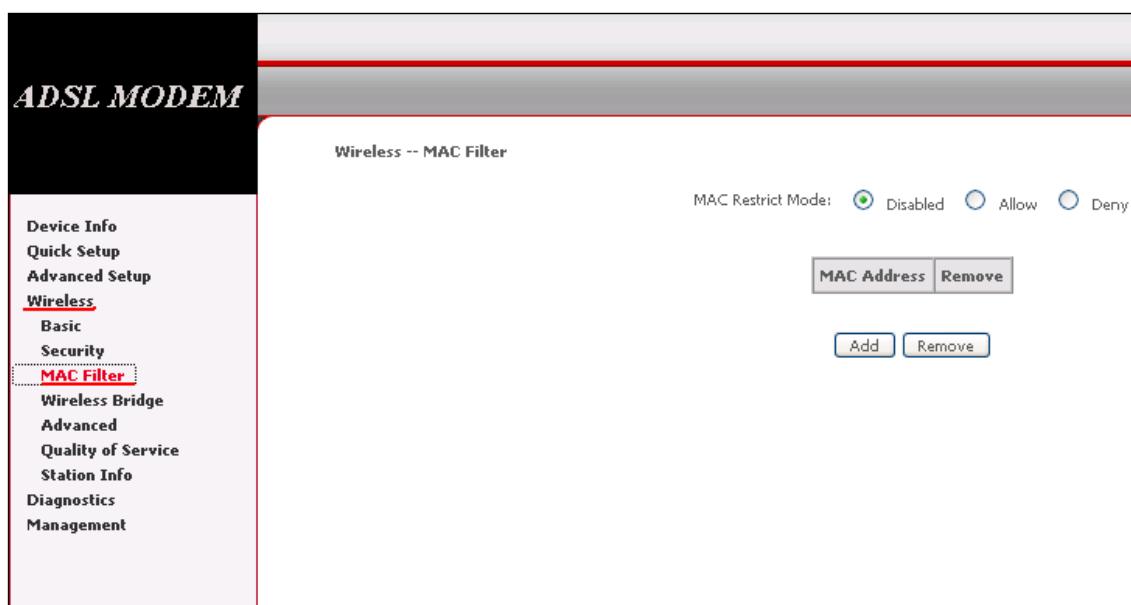 ADSL MODEM
Device Info
Quick Setup
Advanced Setup
Wireless
Basic
Security
MAC Filter
Wireless Bridge
Advanced
Quality of Service
Station Info
Diagnostics
Management
Wireless -- MAC Filter
MAC Restrict Mode: Disabled Allow Deny
MAC Address Remove
Add Remove